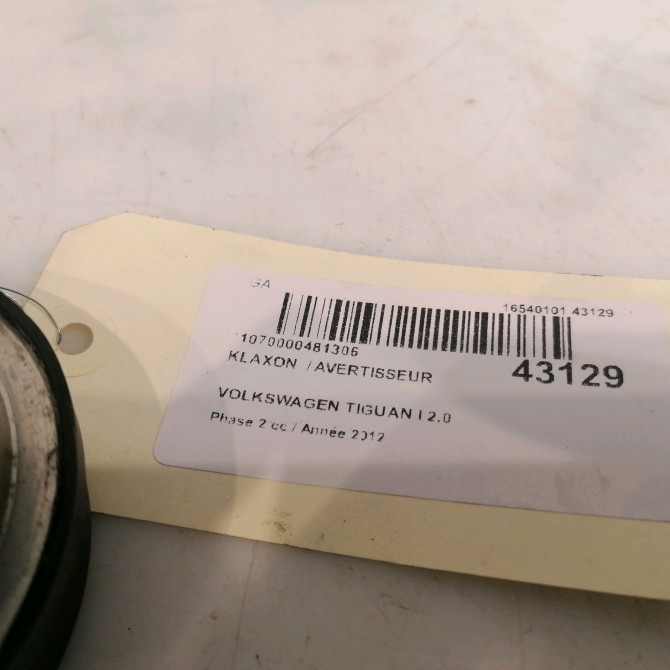 GA
16540101 43129
1070000481306
KLAXON / AVERTISSEUR
43129
VOLKSWAGEN TIGUAN I 2.0
Phase 2 cc / Année 2012